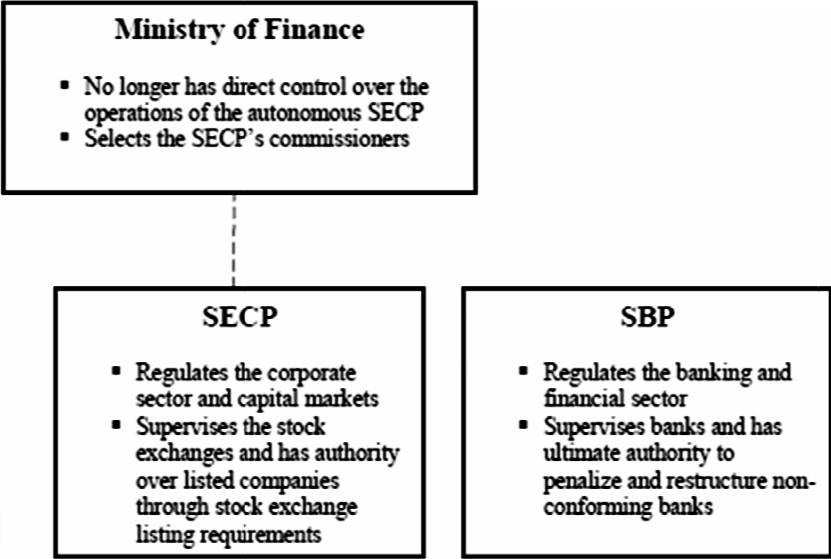 Ministry of Finance
▪ No longer has direct control over the
operations of the autonomous SECP
▪ Selects the SECP's commissioners
SECP
▪ Regulates the corporate
sector and capital markets
▪ Supervises the stock
exchanges and has authority
over listed companies
through stock exchange
listing requirements
SBP
▪ Regulates the banking and
financial sector
▪ Supervises banks and has
ultimate authority to
penalize and restructure non-
conforming banks